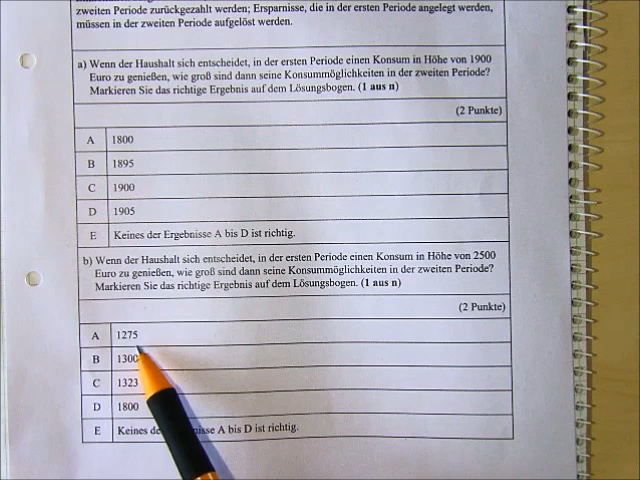 zweiten Periode zurückgezahlt werden; Ersparnisse, die in der ersten Periode angelegt werden,
müssen in der zweiten Periode aufgelöst werden.
a) Wenn der Haushalt sich entscheidet, in der ersten Periode einen Konsum in Höhe von 1900
Euro zu genießen, wie groß sind dann seine Konsummöglichkeiten in der zweiten Periode?
Markieren Sie das richtige Ergebnis auf dem Lösungsbogen. (1 aus n)
(2 Punkte)
A 1800
B 1895
C 1900
D 1905
E Keines der Ergebnisse A bis D ist richtig.
b) Wenn der Haushalt sich entscheidet, in der ersten Periode einen Konsum in Höhe von 2500
Euro zu genießen, wie groß sind dann seine Konsummöglichkeiten in der zweiten Periode?
Markieren Sie das richtige Ergebnis auf dem Lösungsbogen. (1 aus n)
(2 Punkte)
A 1275
B 1300
C 1323
D 1800
E Keines A bis D ist richtig.